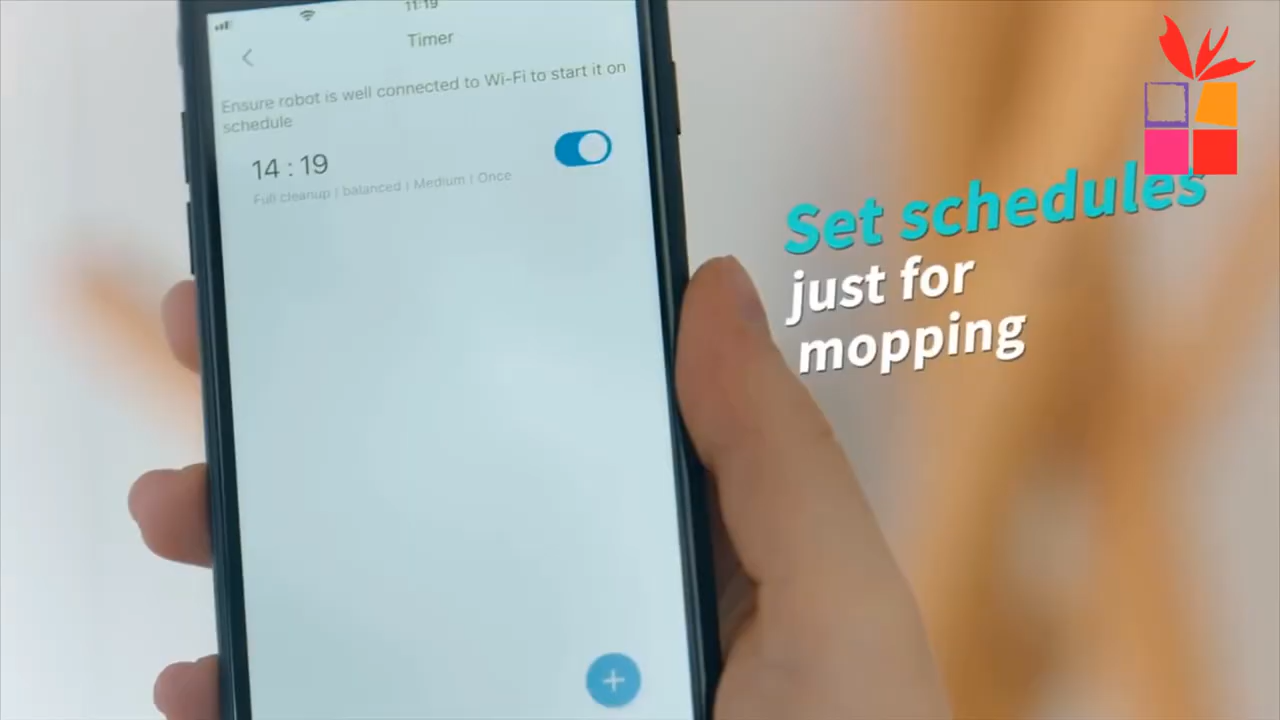 11:19
Timer
Ensure robot is well connected to Wi-Fi to start it on
schedule
14 : 19
Full cleanup | balanced | Medium | Once
Set schedules
just for
mopping